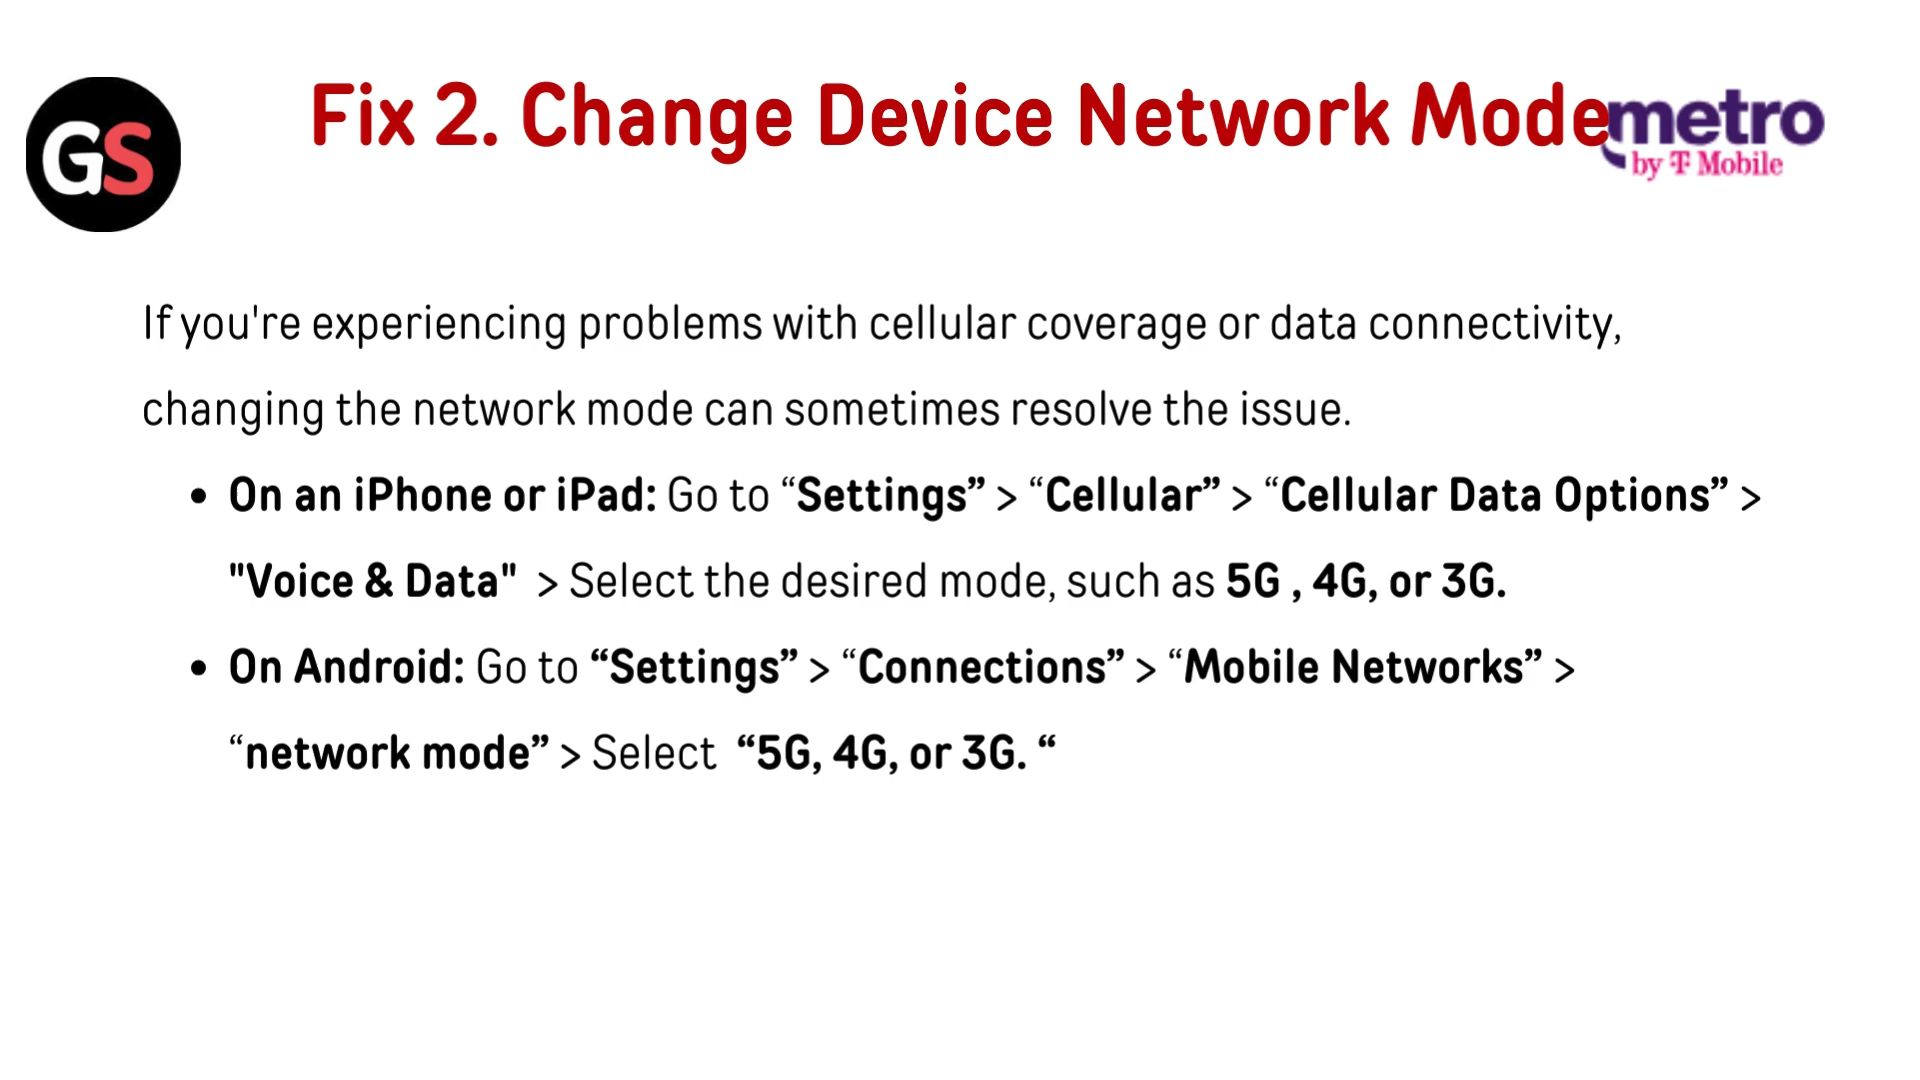 GS
Fix 2. Change Device Network Mode
metro
by T Mobile
If you're experiencing problems with cellular coverage or data connectivity,
changing the network mode can sometimes resolve the issue.
• On an iPhone or iPad: Go to “Settings” > “Cellular” > “Cellular Data Options” >
"Voice & Data"  > Select the desired mode, such as 5G , 4G, or 3G.
• On Android: Go to “Settings” > “Connections” > “Mobile Networks” >
“network mode” > Select  “5G, 4G, or 3G. “